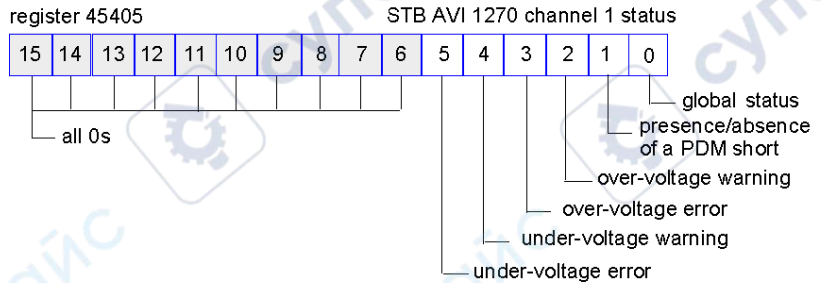 register 45405
STB AVI 1270 channel 1 status
15 14 13 12 11 10 9 8 7 6 5 4 3 2 1 0
global status
all 0s
presence/absence
of a PDM short
over-voltage warning
over-voltage error
under-voltage warning
under-voltage error